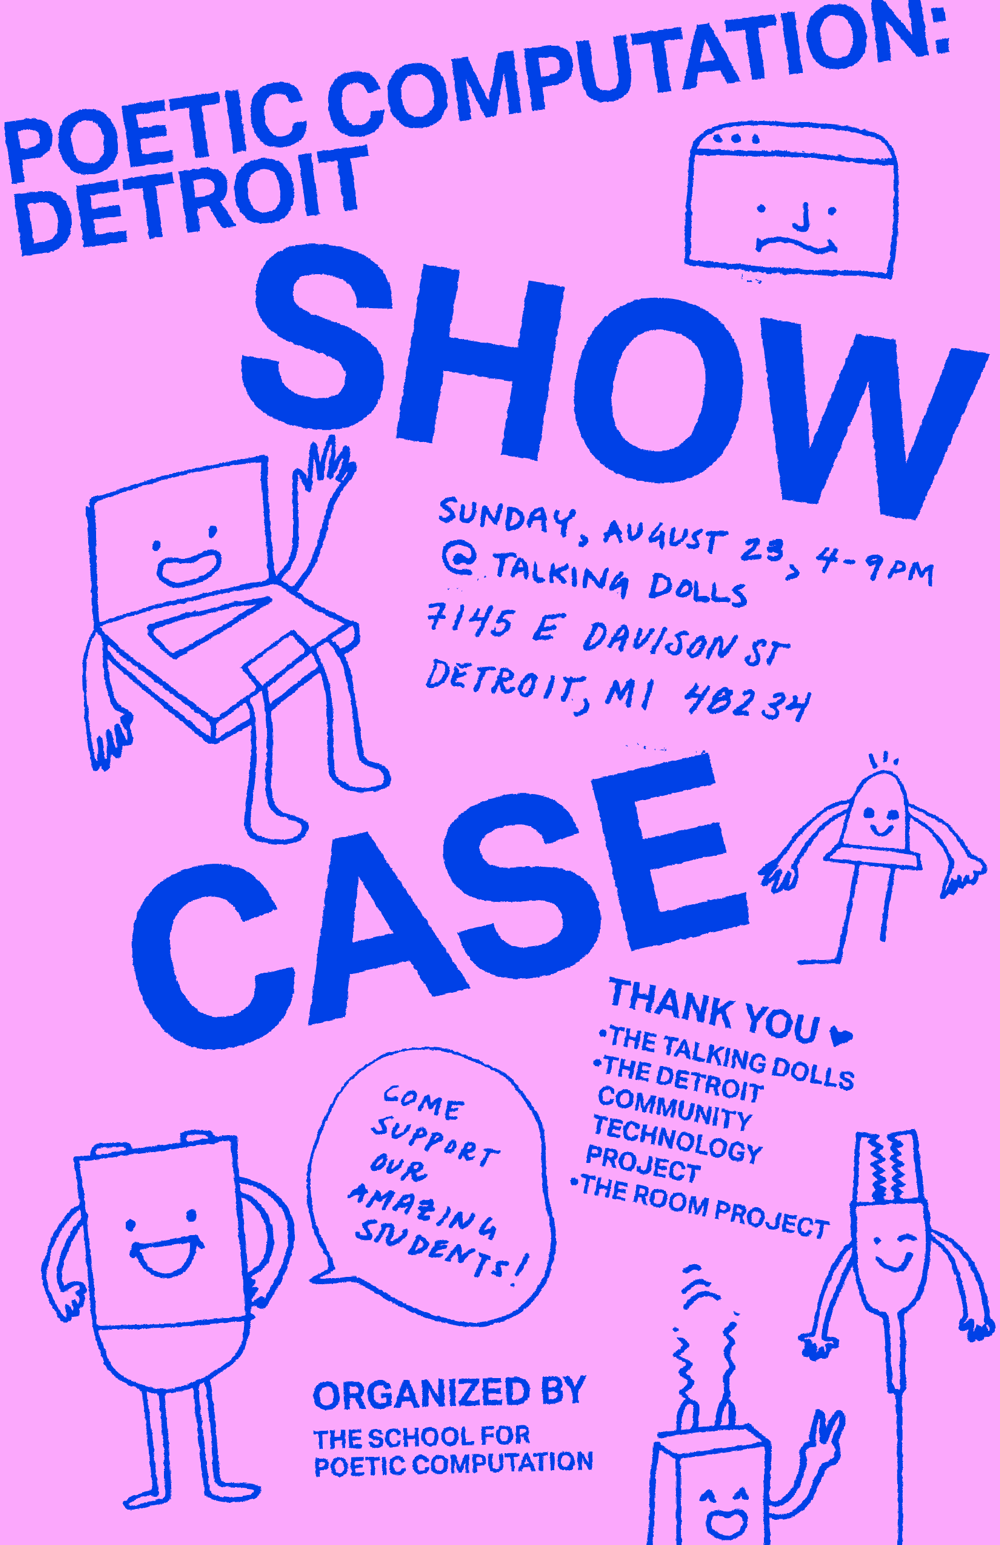 POETIC COMPUTATION:
DETROIT
SHOW
SUNDAY, AUGUST 23, 4-9PM
@ TALKING DOLLS
7145 E DAVISON ST
DETROIT, MI 48234
CASE
THANK YOU ♥
•THE TALKING DOLLS
•THE DETROIT
COMMUNITY
TECHNOLOGY
PROJECT
•THE ROOM PROJECT
COME
SUPPORT
OUR
AMAZING
STUDENTS!
ORGANIZED BY
THE SCHOOL FOR
POETIC COMPUTATION